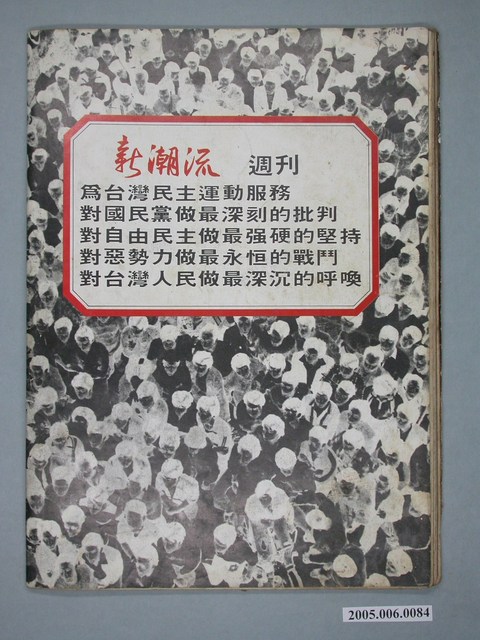 新潮流 週刊
爲台灣民主運動服務
對國民黨做最深刻的批判
對自由民主做最强硬的堅持
對惡勢力做最永恒的戰鬥
對台灣人民做最深沉的呼喚
2005.006.0084